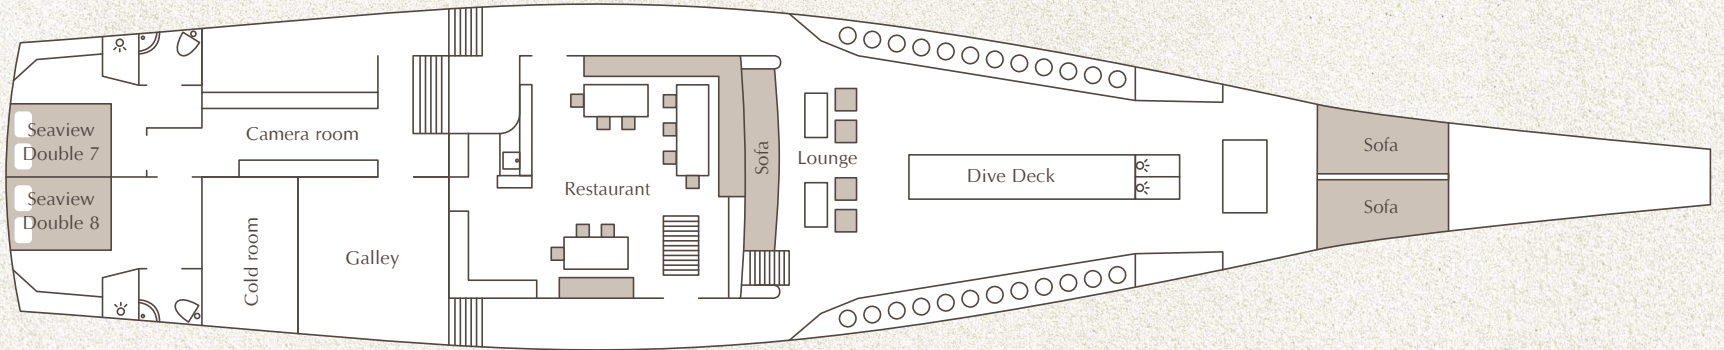 Seaview
Double 7
Seaview
Double 8
Camera room
Cold room
Galley
Restaurant
Sofa
Lounge
Dive Deck
Sofa
Sofa